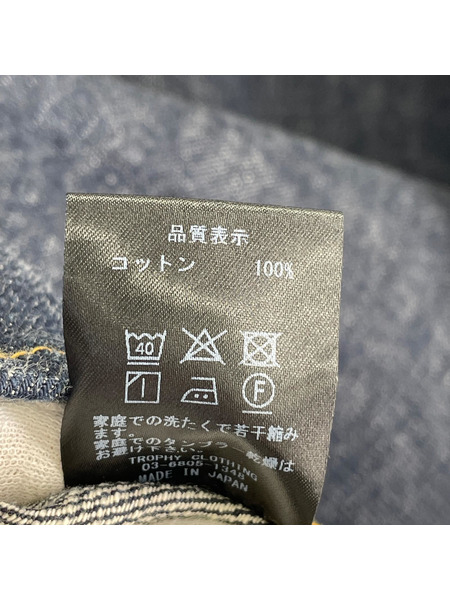 品質表示
コットン 100%
40
F
家庭での洗たくで若干縮み
ます。
家庭でのタンブラー乾燥は
お避け下さい。
TROPHY CLOTHING
03-6805-1348
MADE IN JAPAN